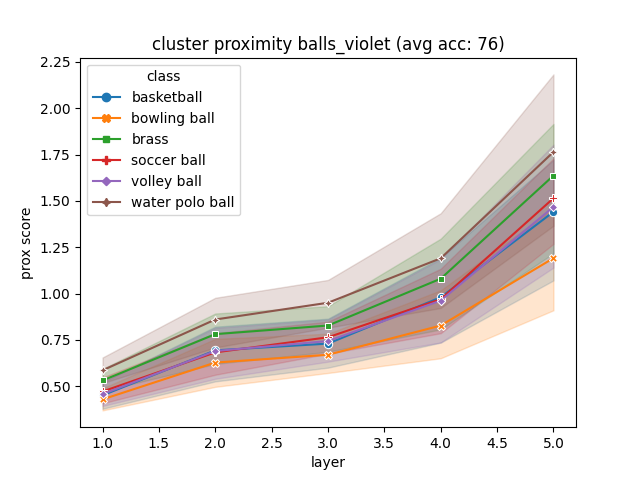 cluster proximity balls_violet (avg acc: 76)
class
basketball
bowling ball
brass
soccer ball
volley ball
water polo ball
prox score
2.25
2.00
1.75
1.50
1.25
1.00
0.75
0.50
1.0 1.5 2.0 2.5 3.0 3.5 4.0 4.5 5.0
layer